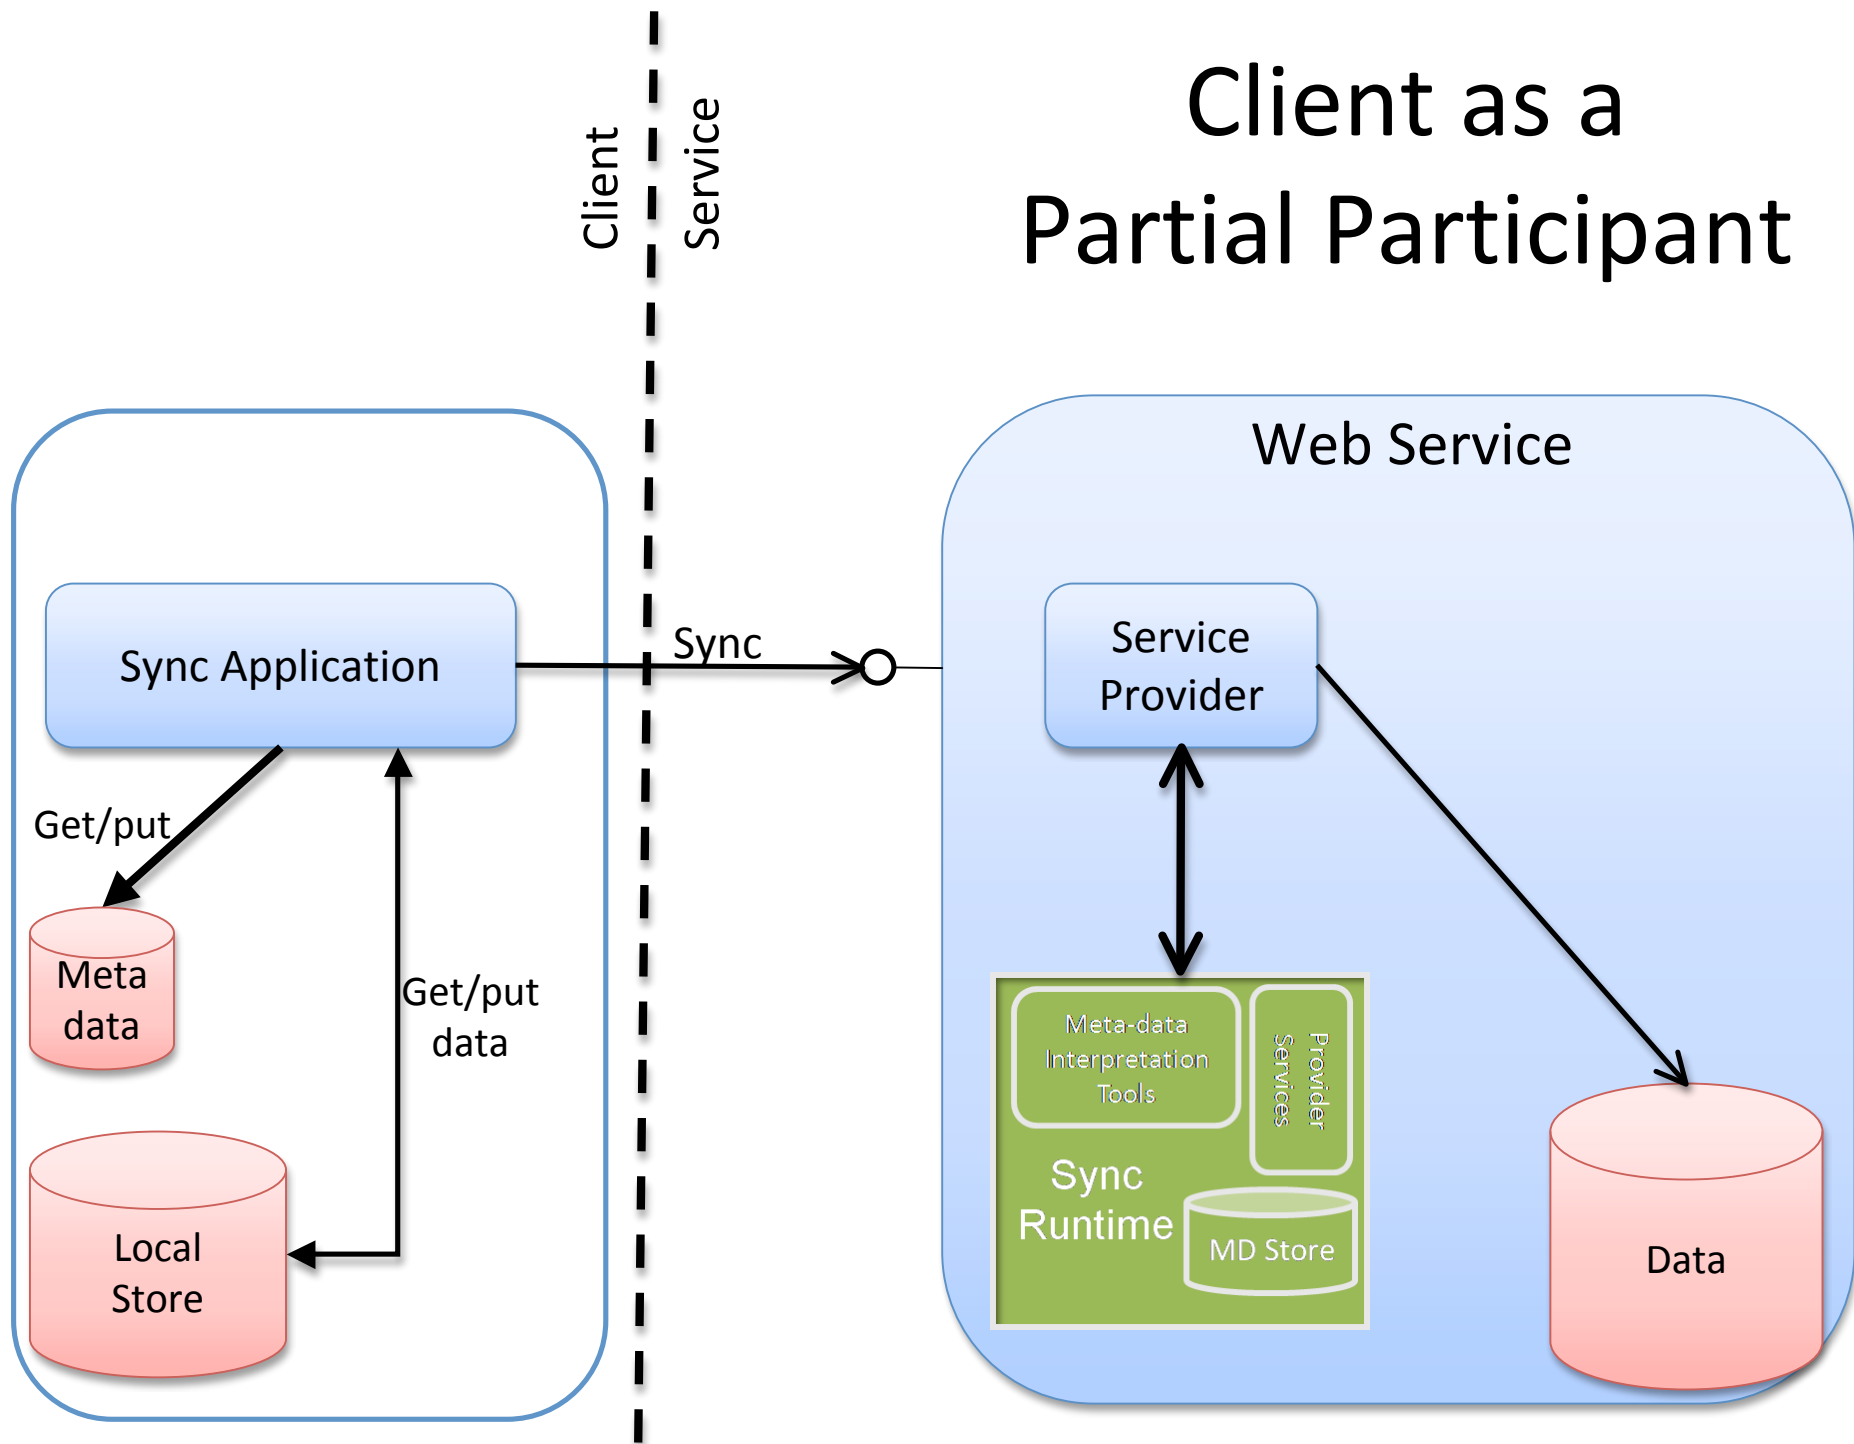 Client as a
Partial Participant
Client
Service
Web Service
Sync Application
Sync
Service
Provider
Get/put
Meta
data
Get/put
data
Local
Store
Meta-data
Interpretation
Tools
Provider
Services
Sync
Runtime
MD Store
Data